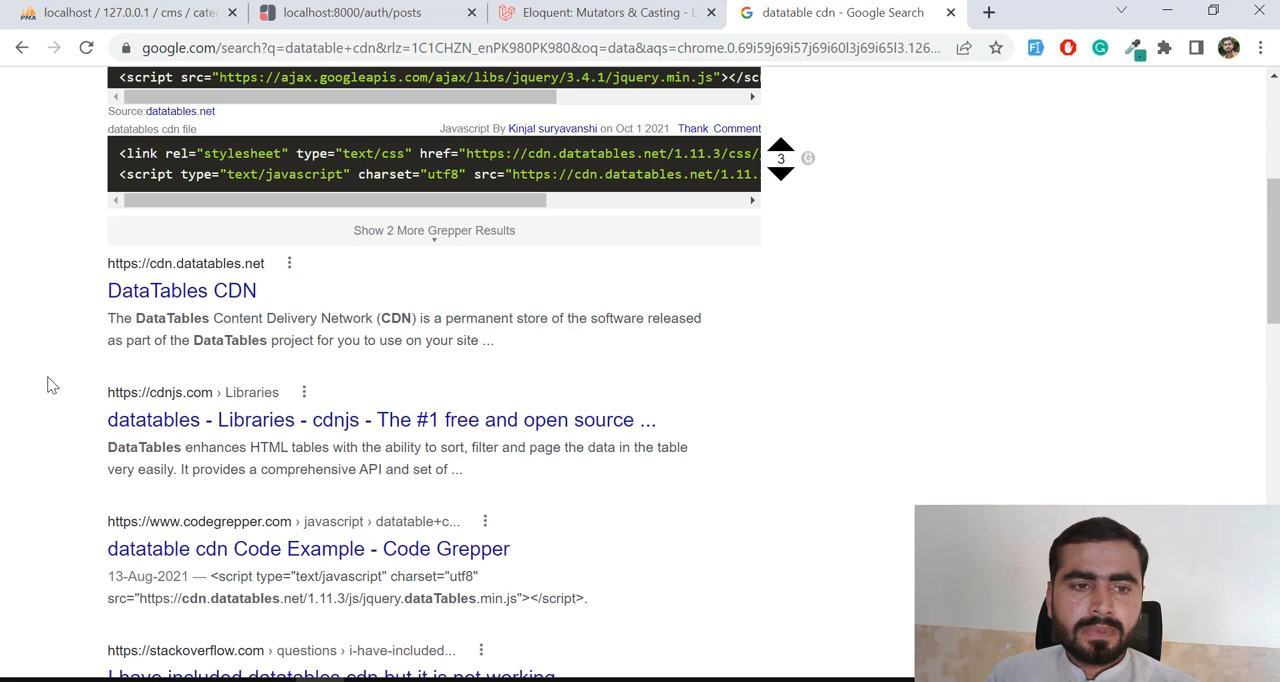 localhost / 127.0.0.1 / cms / cate
localhost:8000/auth/posts
Eloquent: Mutators & Casting - L
datatable cdn - Google Search
google.com/search?q=datatable+cdn&rlz=1C1CHZN_enPK980PK980&oq=data&aqs=chrome.0.69i59j69i57j69i60l3j69i65l3.126...
<script src="https://ajax.googleapis.com/ajax/libs/jquery/3.4.1/jquery.min.js"></sc
Source:datatables.net
datatables cdn file
Javascript By Kinjal suryavanshi on Oct 1 2021 Thank Comment
<link rel="stylesheet" type="text/css" href="https://cdn.datatables.net/1.11.3/css/
<script type="text/javascript" charset="utf8" src="https://cdn.datatables.net/1.11.
3
Show 2 More Grepper Results
https://cdn.datatables.net
DataTables CDN
The DataTables Content Delivery Network (CDN) is a permanent store of the software released
as part of the DataTables project for you to use on your site ...
https://cdnjs.com › Libraries
datatables - Libraries - cdnjs - The #1 free and open source ...
DataTables enhances HTML tables with the ability to sort, filter and page the data in the table
very easily. It provides a comprehensive API and set of ...
https://www.codegrepper.com › javascript › datatable+c...
datatable cdn Code Example - Code Grepper
13-Aug-2021 — <script type="text/javascript" charset="utf8"
src="https://cdn.datatables.net/1.11.3/js/jquery.dataTables.min.js"></script>.
https://stackoverflow.com › questions › i-have-included...
I have included datatables cdn but it is not working